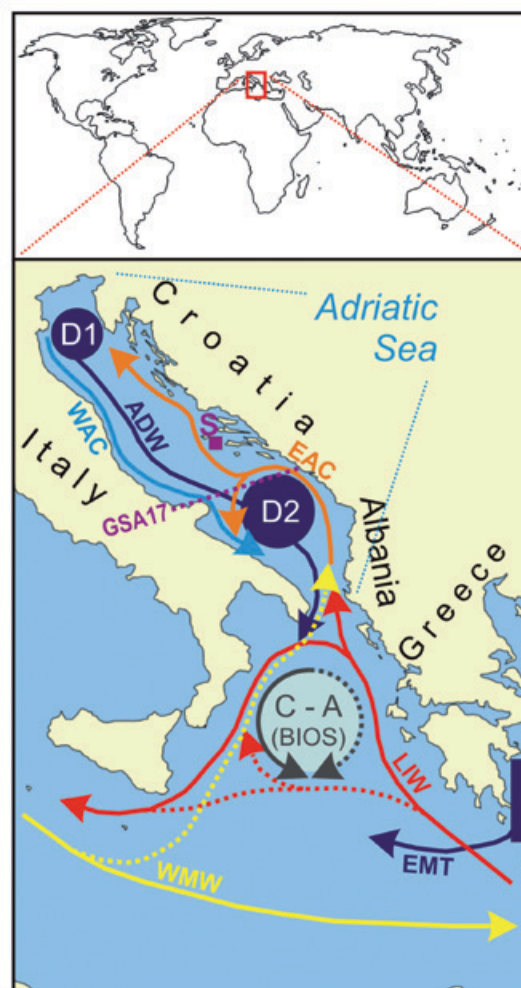 Adriatic
Sea
Croatia
D1
WAC
ADW
S
EAC
Italy
GSA17
D2
Albania
Greece
C - A
(BIOS)
LIW
EMT
WMW